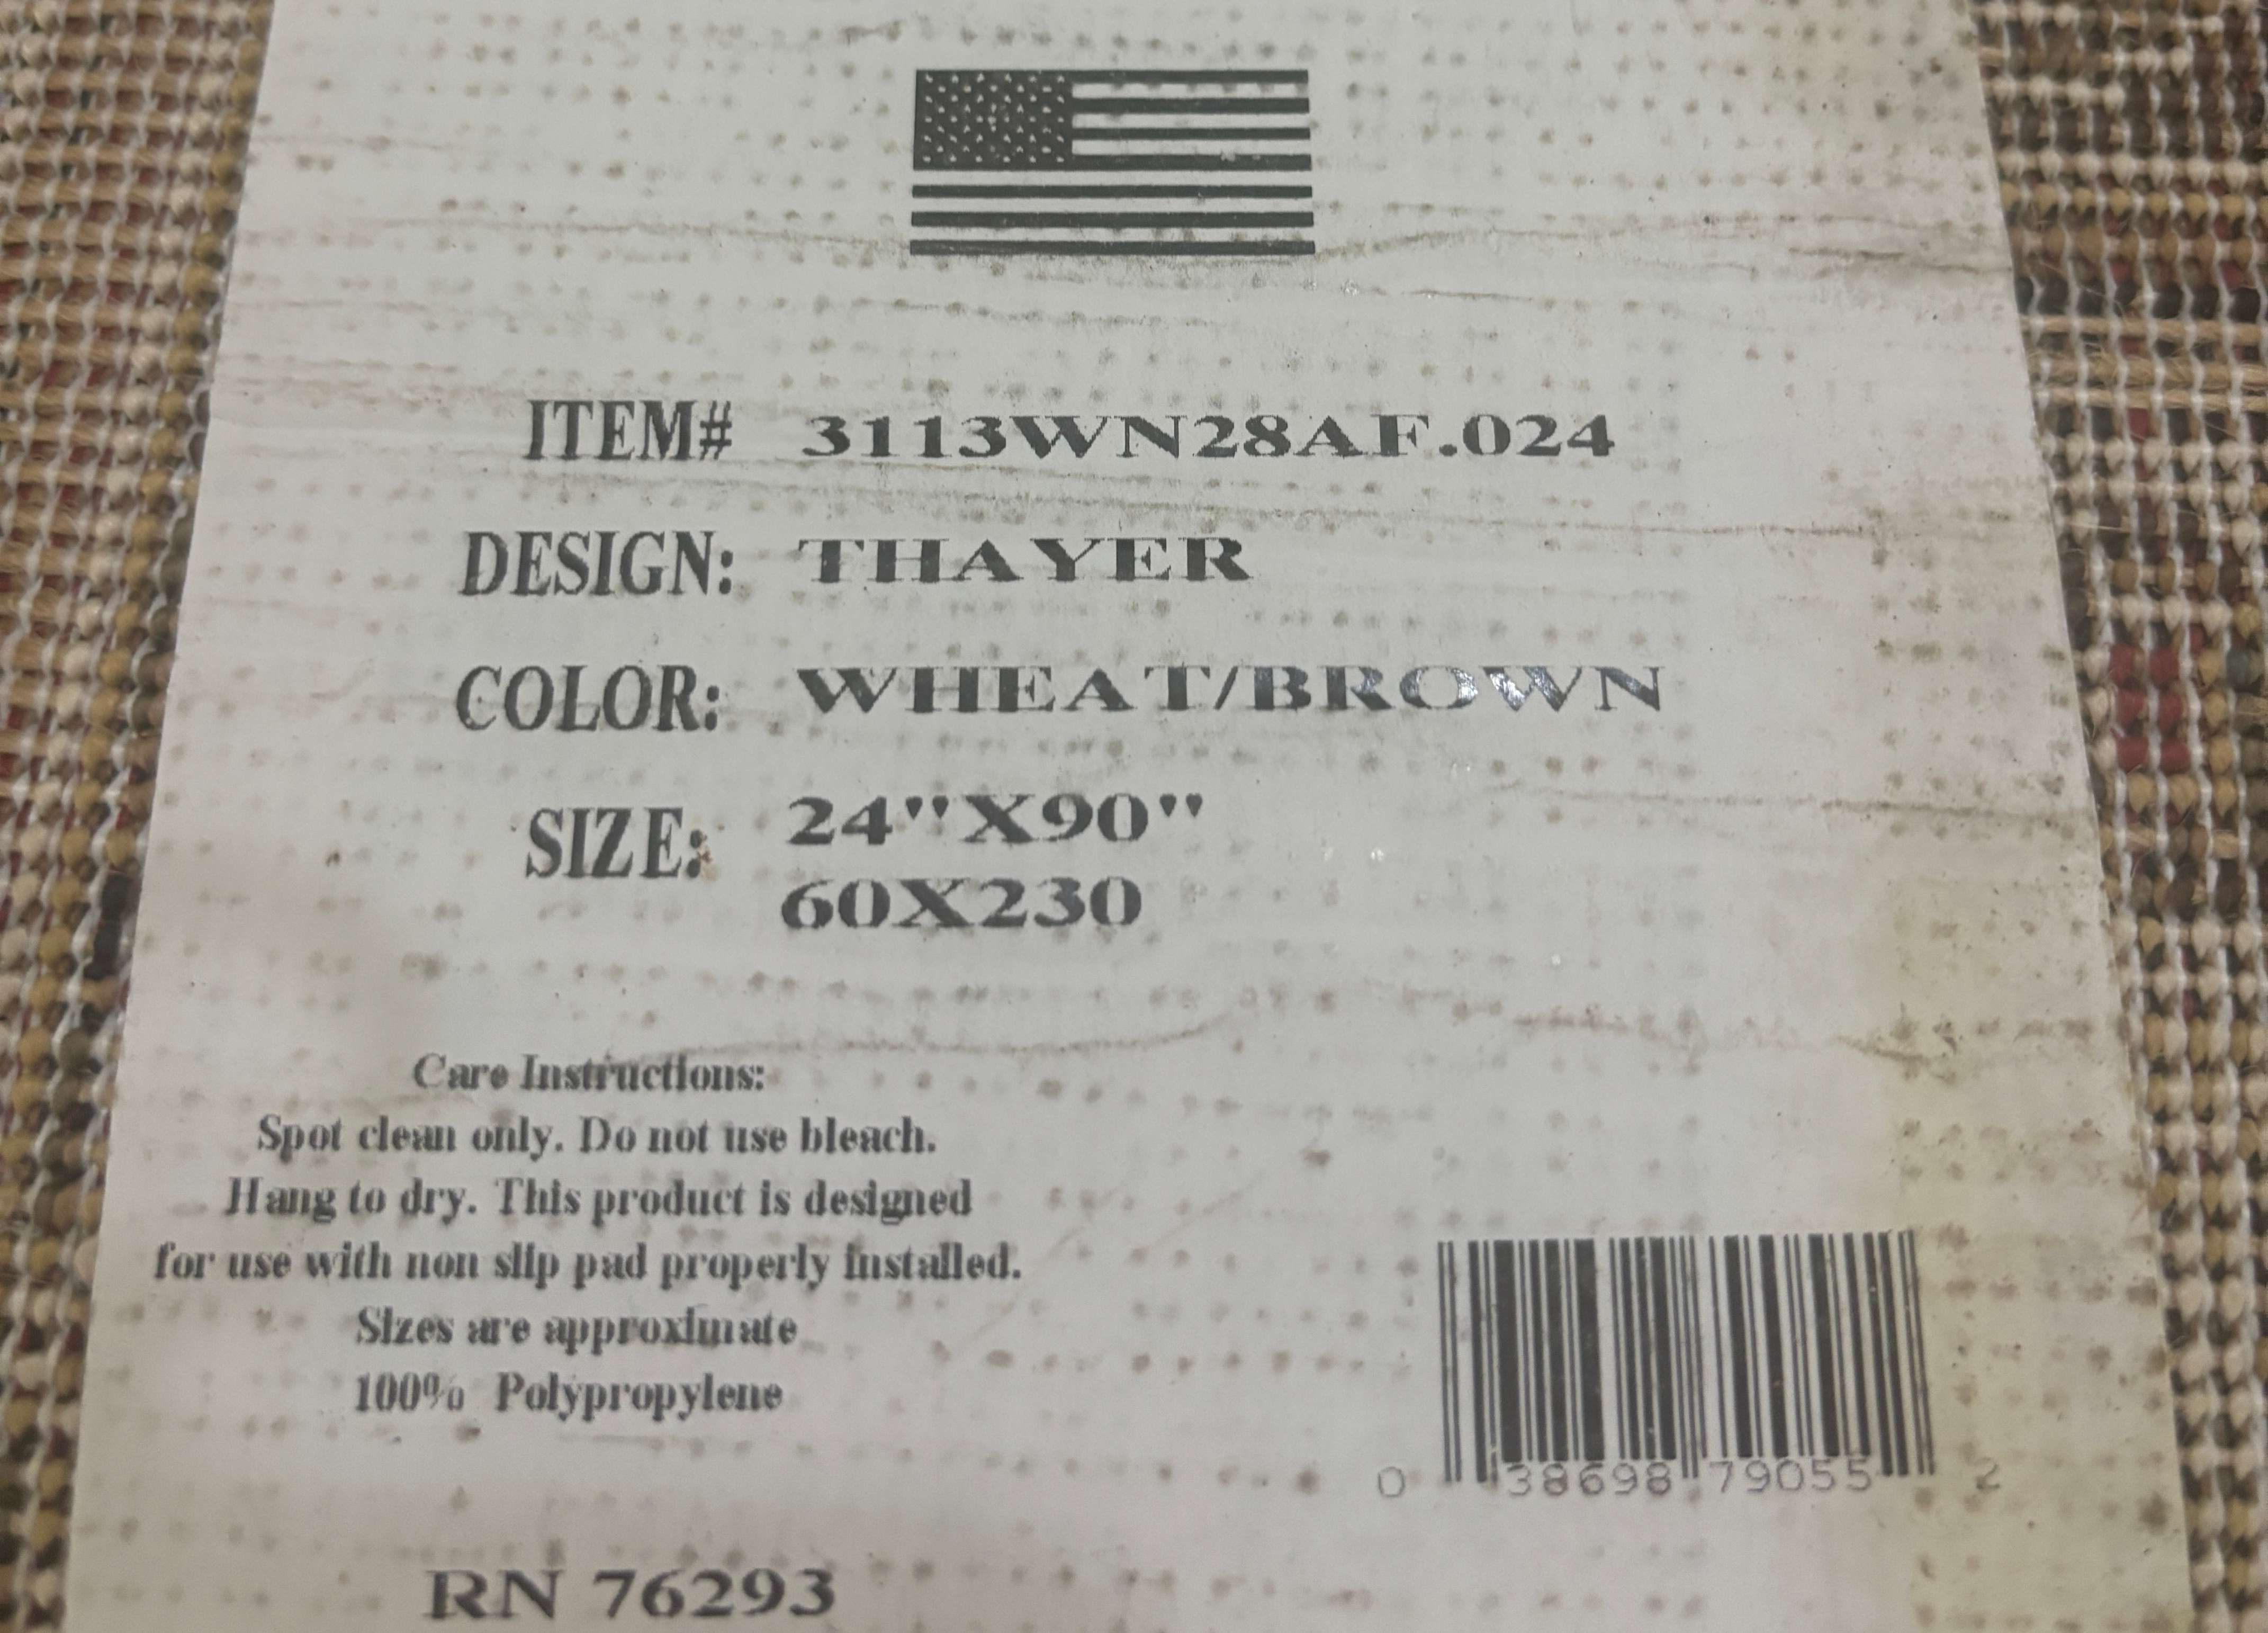 ITEM# 3113WN28AF.024
DESIGN: THAYER
COLOR: WHEAT/BROWN
SIZE: 24"X90"
60X230
Care Instructions:
Spot clean only. Do not use bleach.
Hang to dry. This product is designed
for use with non slip pad properly installed.
Sizes are approximate
100% Polypropylene
0 38698 79055 2
RN 76293